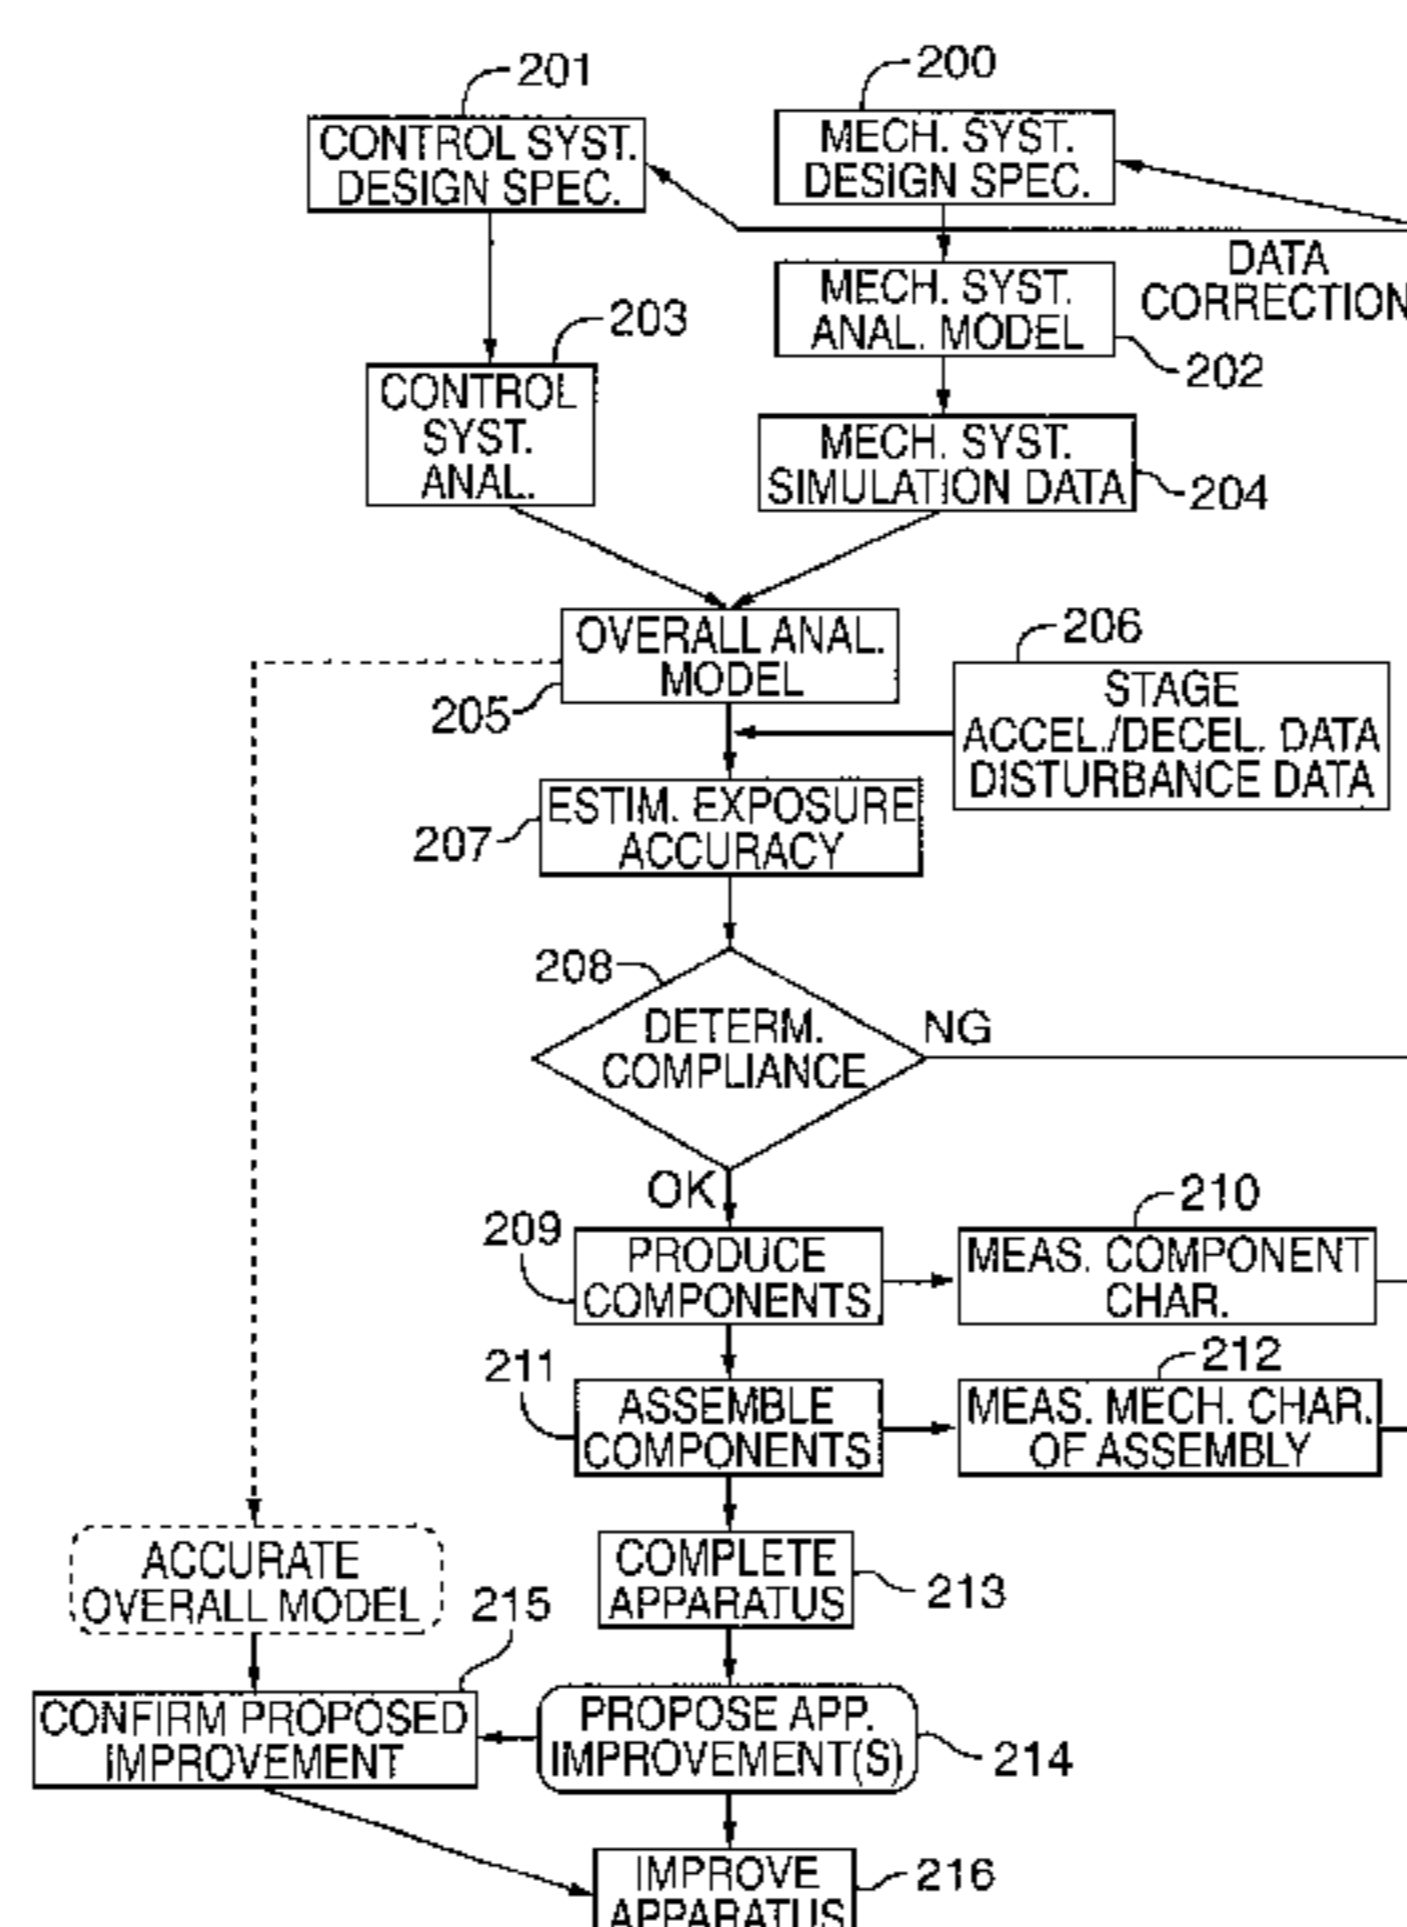 201
200
CONTROL SYST.
DESIGN SPEC.
MECH. SYST.
DESIGN SPEC.
DATA
CORRECTION
MECH. SYST.
ANAL. MODEL
203
202
CONTROL
SYST.
ANAL.
MECH. SYST.
SIMULATION DATA
204
OVERALL ANAL.
MODEL
205
206
STAGE
ACCEL./DECEL. DATA
DISTURBANCE DATA
ESTIM. EXPOSURE
ACCURACY
207
208
DETERM.
COMPLIANCE
NG
OK
209
210
PRODUCE
COMPONENTS
MEAS. COMPONENT
CHAR.
211
212
ASSEMBLE
COMPONENTS
MEAS. MECH. CHAR.
OF ASSEMBLY
ACCURATE
OVERALL MODEL
COMPLETE
APPARATUS
213
215
CONFIRM PROPOSED
IMPROVEMENT
PROPOSE APP.
IMPROVEMENT(S)
214
IMPROVE
APPARATUS
216